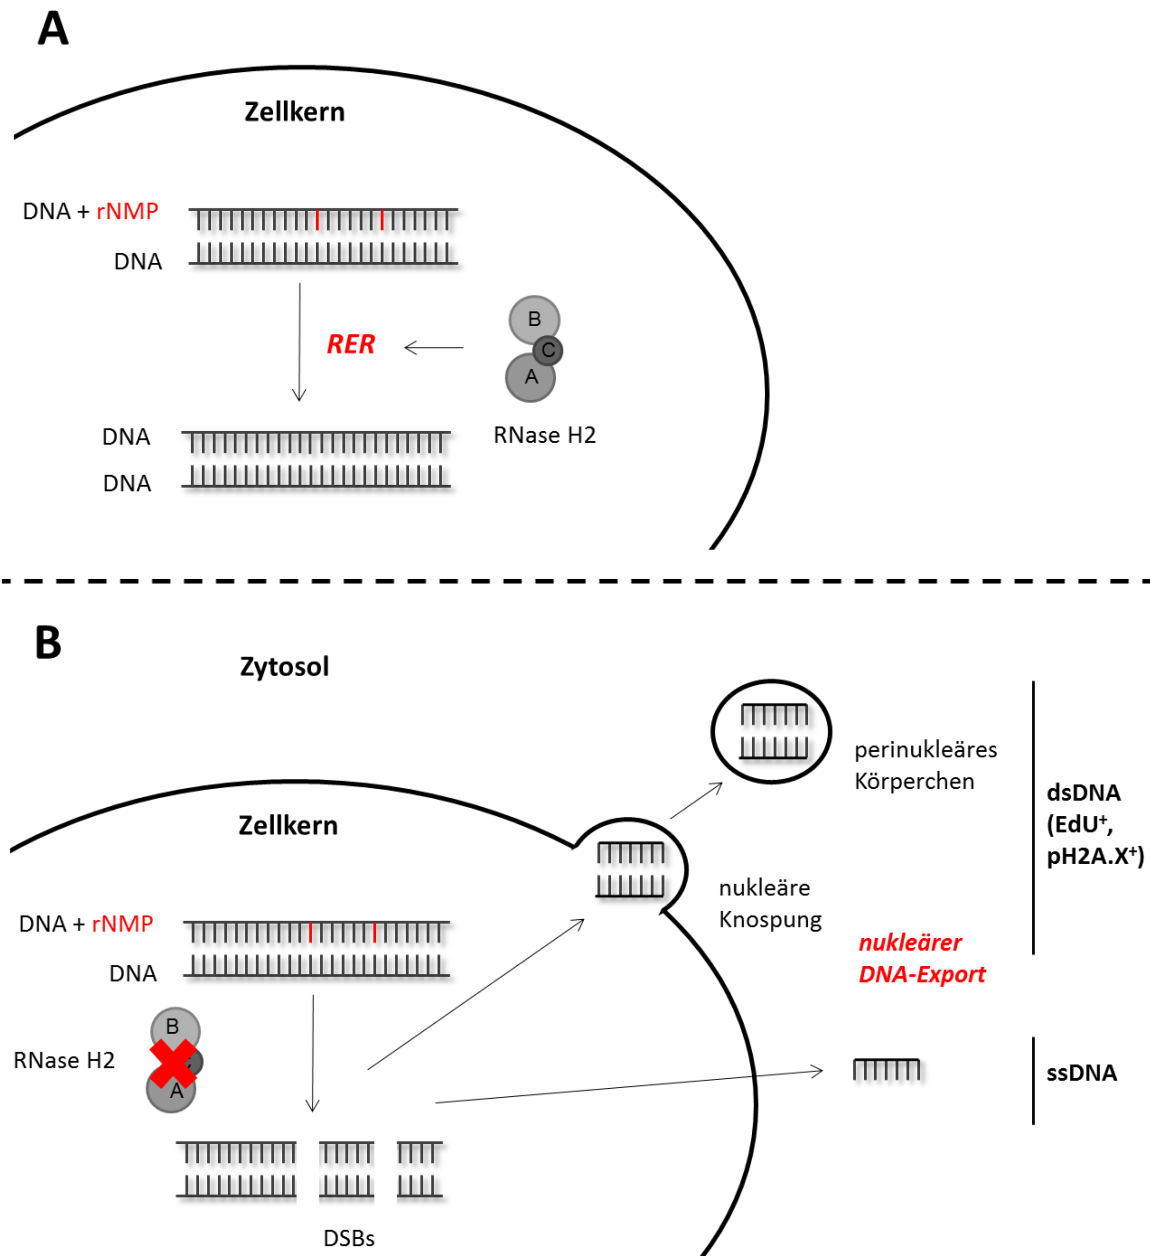 A
Zellkern
DNA + rNMP
DNA
RER
B
C
A
RNase H2
DNA
DNA
B
Zytosol
perinukleäres
Körperchen
dsDNA
(EdU⁺,
pH2A.X⁺)
Zellkern
nukleäre
Knospung
DNA + rNMP
DNA
nukleärer
DNA-Export
B
RNase H2
A
ssDNA
DSBs